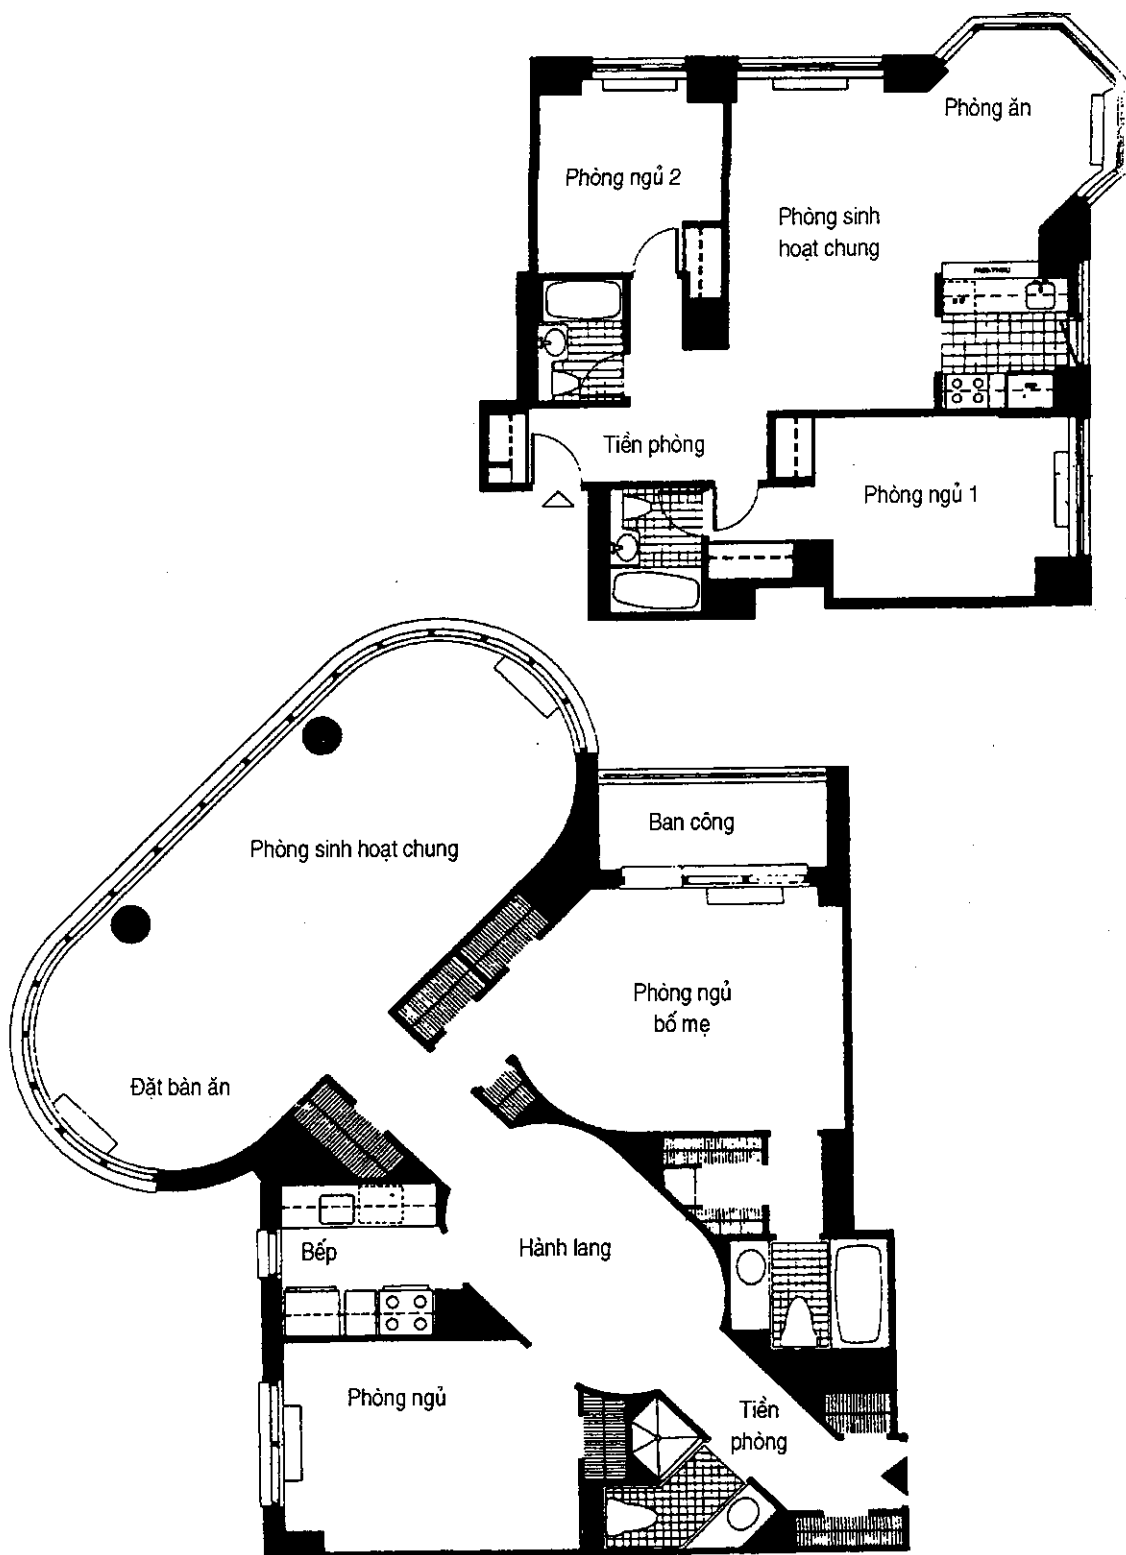 Phòng ăn
Phòng ngủ 2
Phòng sinh
hoạt chung
Tiền phòng
Phòng ngủ 1
Ban công
Phòng sinh hoạt chung
Phòng ngủ
bố mẹ
Đặt bàn ăn
Bếp
Hành lang
Phòng ngủ
Tiền
phòng